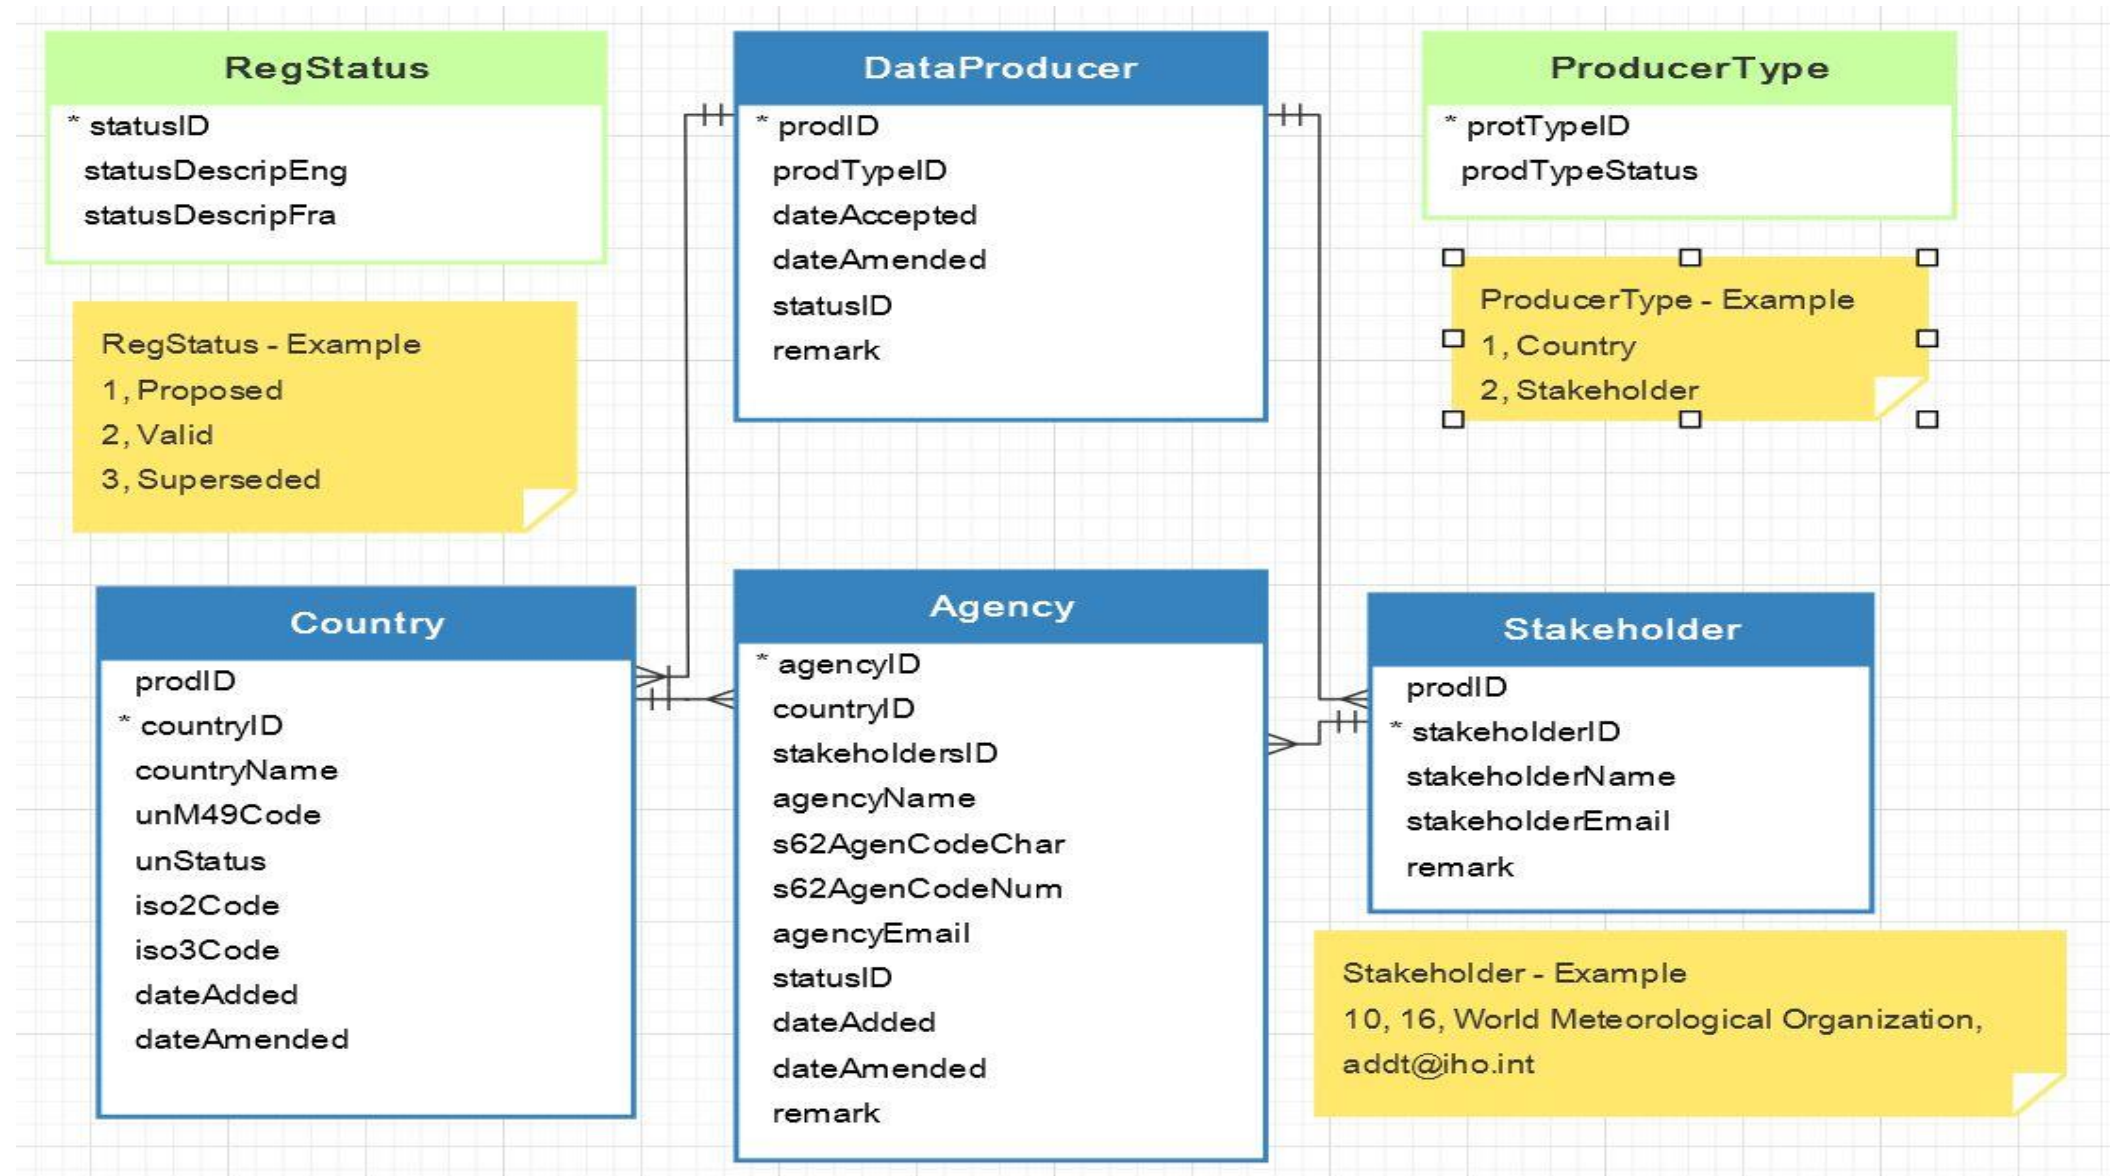 RegStatus
* statusID
statusDescripEng
statusDescripFra
DataProducer
* prodID
prodTypeID
dateAccepted
dateAmended
statusID
remark
ProducerType
* protTypeID
prodTypeStatus
RegStatus - Example
1, Proposed
2, Valid
3, Superseded
ProducerType - Example
1, Country
2, Stakeholder
Country
prodID
* countryID
countryName
unM49Code
unStatus
iso2Code
iso3Code
dateAdded
dateAmended
Agency
* agencyID
countryID
stakeholdersID
agencyName
s62AgenCodeChar
s62AgenCodeNum
agencyEmail
statusID
dateAdded
dateAmended
remark
Stakeholder
prodID
* stakeholderID
stakeholderName
stakeholderEmail
remark
Stakeholder - Example
10, 16, World Meteorological Organization,
addt@iho.int